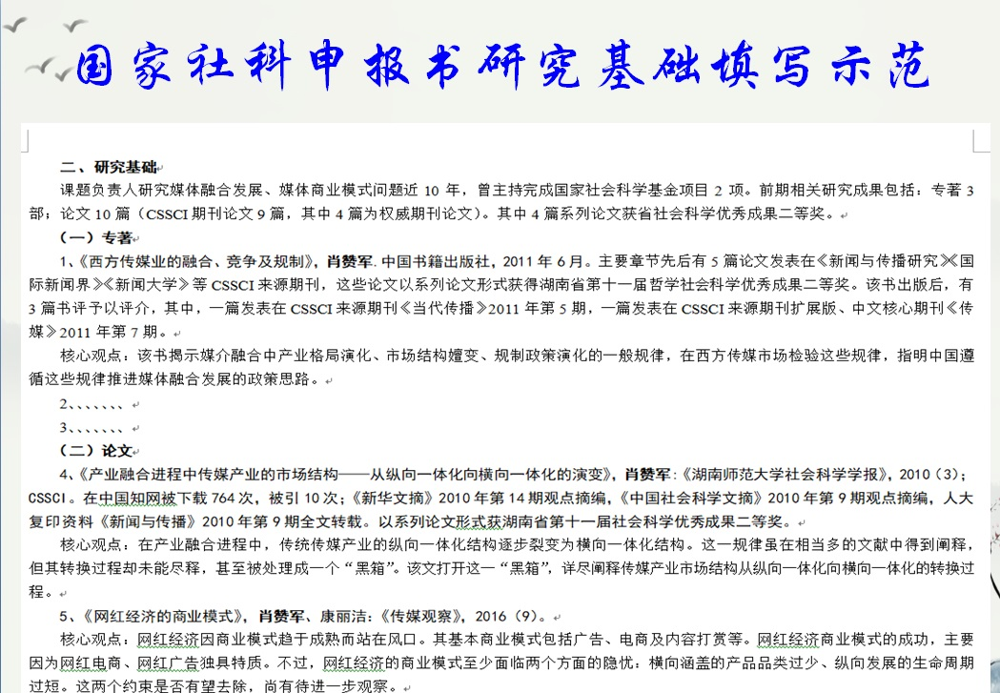 国家社科申报书研究基础填写示范
二、研究基础
课题负责人研究媒体融合发展、媒体商业模式问题近 10 年，曾主持完成国家社会科学基金项目 2 项。前期相关研究成果包括：专著 3
部；论文 10 篇（CSSCI 期刊论文 9 篇，其中 4 篇为权威期刊论文）。其中 4 篇系列论文获省社会科学优秀成果二等奖。
（一）专著
1、《西方传媒业的融合、竞争及规制》，肖赞军. 中国书籍出版社，2011 年 6 月。主要章节先后有 5 篇论文发表在《新闻与传播研究》《国
际新闻界》《新闻大学》等 CSSCI 来源期刊，这些论文以系列论文形式获得湖南省第十一届哲学社会科学优秀成果二等奖。该书出版后，有
3 篇书评予以评介，其中，一篇发表在 CSSCI 来源期刊《当代传播》2011 年第 5 期，一篇发表在 CSSCI 来源期刊扩展版、中文核心期刊《传
媒》2011 年第 7 期。
核心观点：该书揭示媒介融合中产业格局演化、市场结构嬗变、规制政策演化的一般规律，在西方传媒市场检验这些规律，指明中国遵
循这些规律推进媒体融合发展的政策思路。
2、、、、、、、
3、、、、、、、
（二）论文
4、《产业融合进程中传媒产业的市场结构——从纵向一体化向横向一体化的演变》，肖赞军:《湖南师范大学社会科学学报》，2010（3）；
CSSCI。在中国知网被下载 764 次，被引 10 次；《新华文摘》2010 年第 14 期观点摘编，《中国社会科学文摘》2010 年第 9 期观点摘编，人大
复印资料《新闻与传播》2010 年第 9 期全文转载。以系列论文形式获湖南省第十一届社会科学优秀成果二等奖。
核心观点：在产业融合进程中，传统传媒产业的纵向一体化结构逐步裂变为横向一体化结构。这一规律虽在相当多的文献中得到阐释，
但其转换过程却未能尽释，甚至被处理成一个“黑箱”。该文打开这一“黑箱”，详尽阐释传媒产业市场结构从纵向一体化向横向一体化的转换过
程。
5、《网红经济的商业模式》，肖赞军、康丽洁:《传媒观察》，2016（9）。
核心观点：网红经济因商业模式趋于成熟而站在风口。其基本商业模式包括广告、电商及内容打赏等。网红经济商业模式的成功，主要
因为网红电商、网红广告独具特质。不过，网红经济的商业模式至少面临两个方面的隐忧：横向涵盖的产品品类过少、纵向发展的生命周期
过短。这两个约束是否有望去除，尚有待进一步观察。